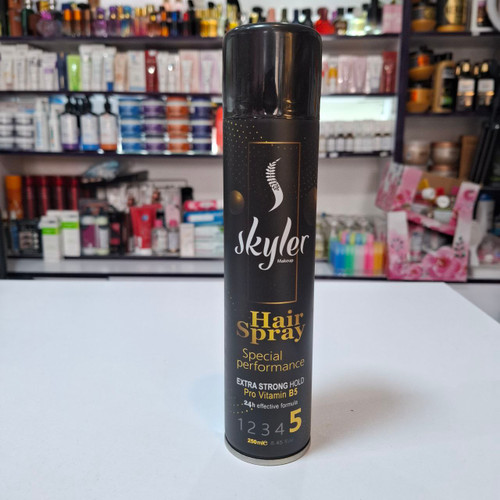 skyler
Makeup
Hair
Spray
Special
performance
EXTRA STRONG HOLD
Pro Vitamin B5
24h effective formula
1 2 3 4 5
250ml℮